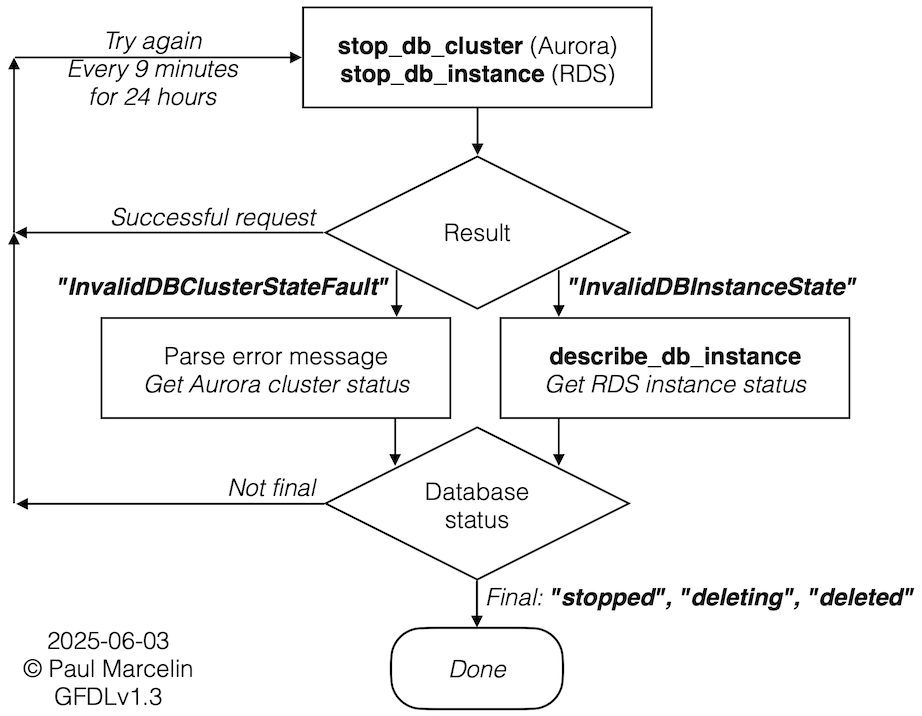 Try again
Every 9 minutes
for 24 hours
stop_db_cluster (Aurora)
stop_db_instance (RDS)
Successful request
Result
"InvalidDBClusterStateFault"
"InvalidDBInstanceState"
Parse error message
Get Aurora cluster status
describe_db_instance
Get RDS instance status
Not final
Database
status
Final: "stopped", "deleting", "deleted"
Done
2025-06-03
© Paul Marcelin
GFDLv1.3